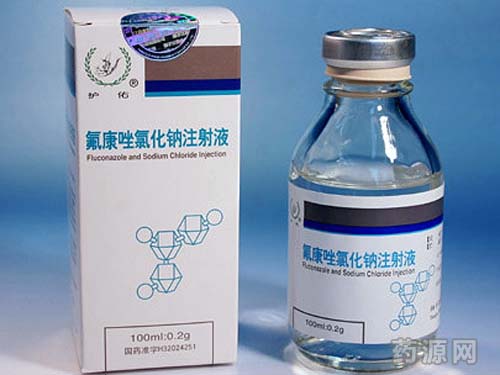 护佑®
氟康唑氯化钠注射液
Fluconazole and Sodium Chloride Injection
100ml:0.2g
国药准字H32024251
氟康唑氯化钠注射液
Fluconazole and Sodium Chloride Injection
100ml:0.2g
药源网